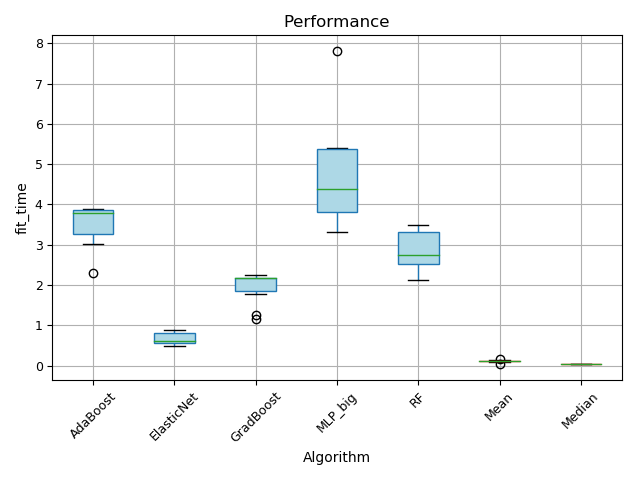 Performance
8
7
6
5
4
3
2
1
0
fit_time
AdaBoost
ElasticNet
GradBoost
MLP_big
RF
Mean
Median
Algorithm